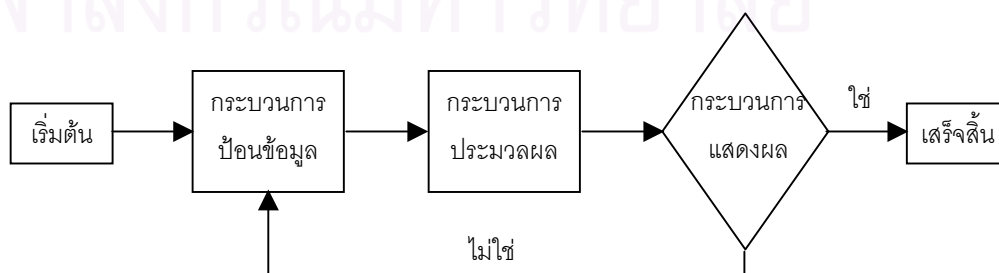 เริ่มต้น
กระบวนการ
ป้อนข้อมูล
กระบวนการ
ประมวลผล
กระบวนการ
แสดงผล
ใช่
เสร็จสิ้น
ไม่ใช่